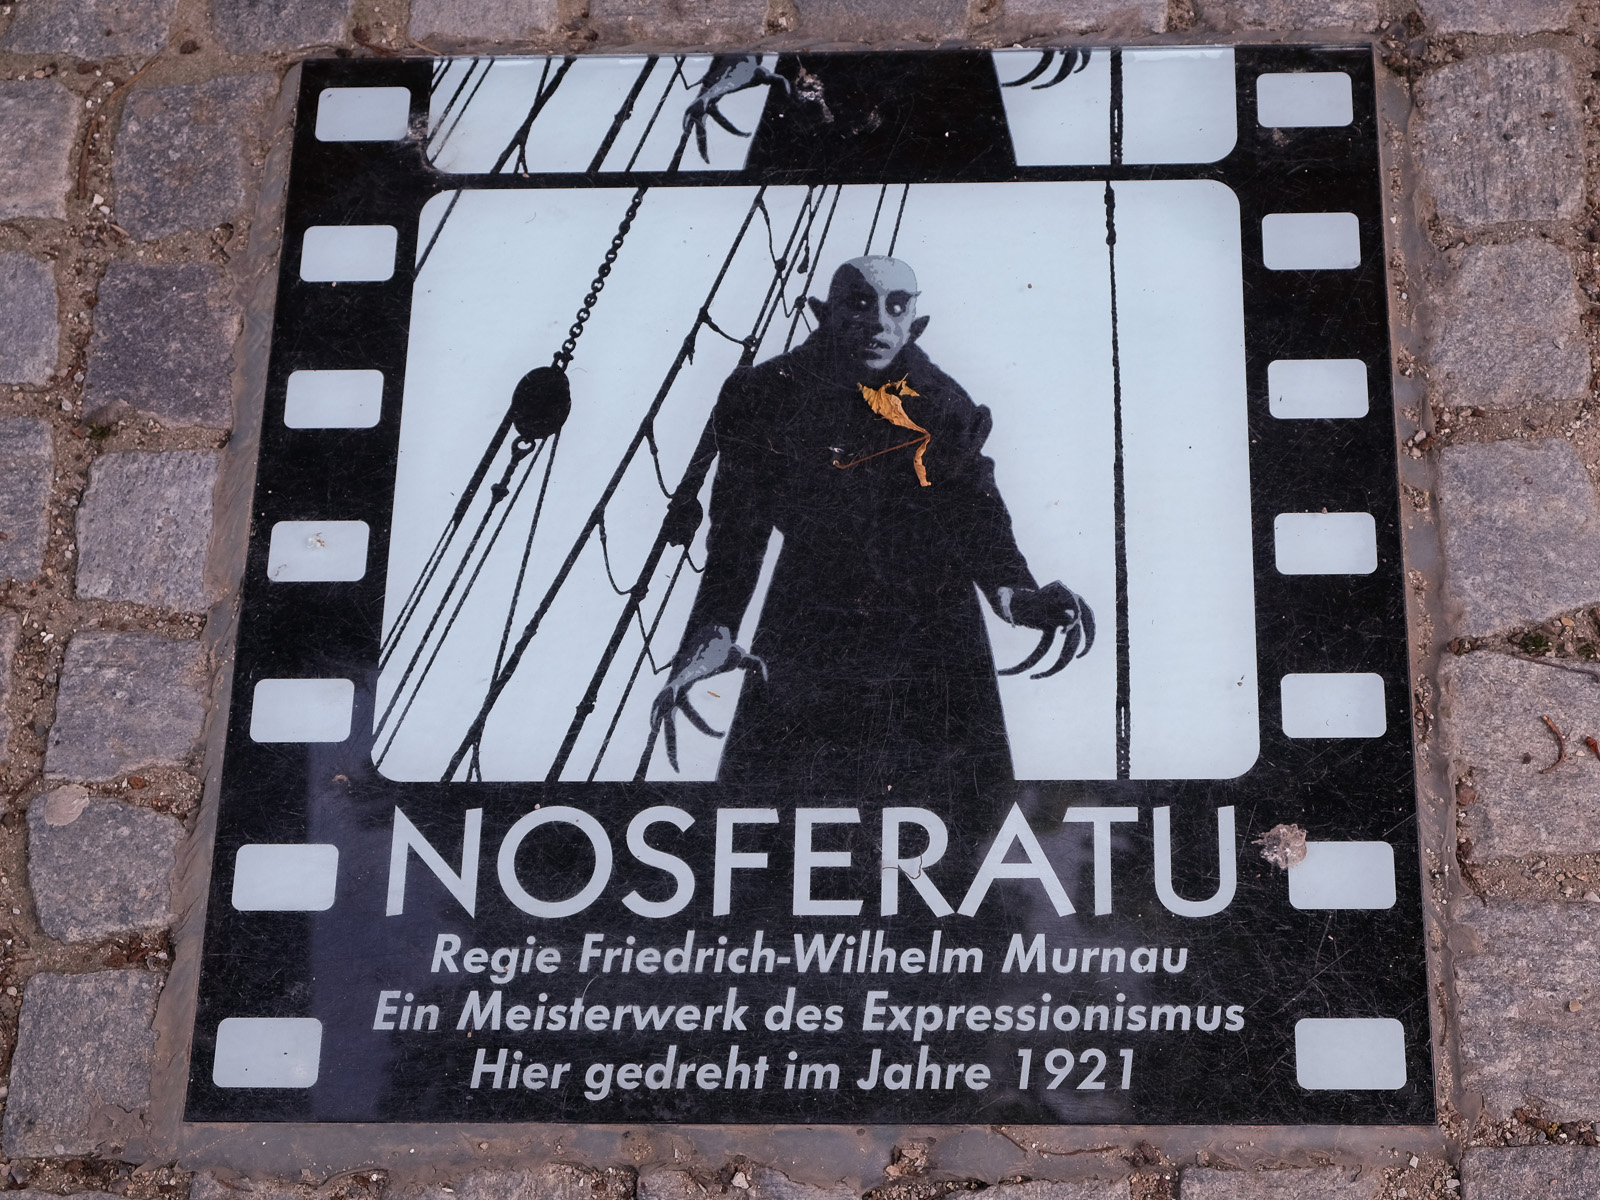 NOSFERATU
Regie Friedrich-Wilhelm Murnau
Ein Meisterwerk des Expressionismus
Hier gedreht im Jahre 1921